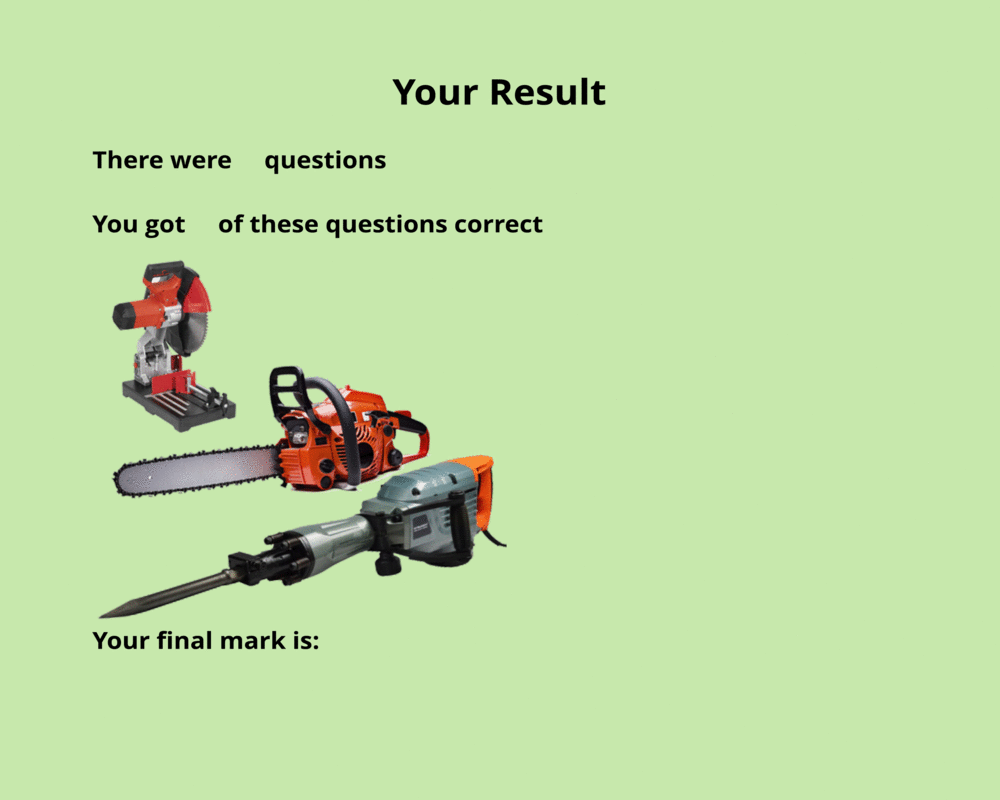 Your Result
There were questions
You got of these questions correct
Your final mark is: